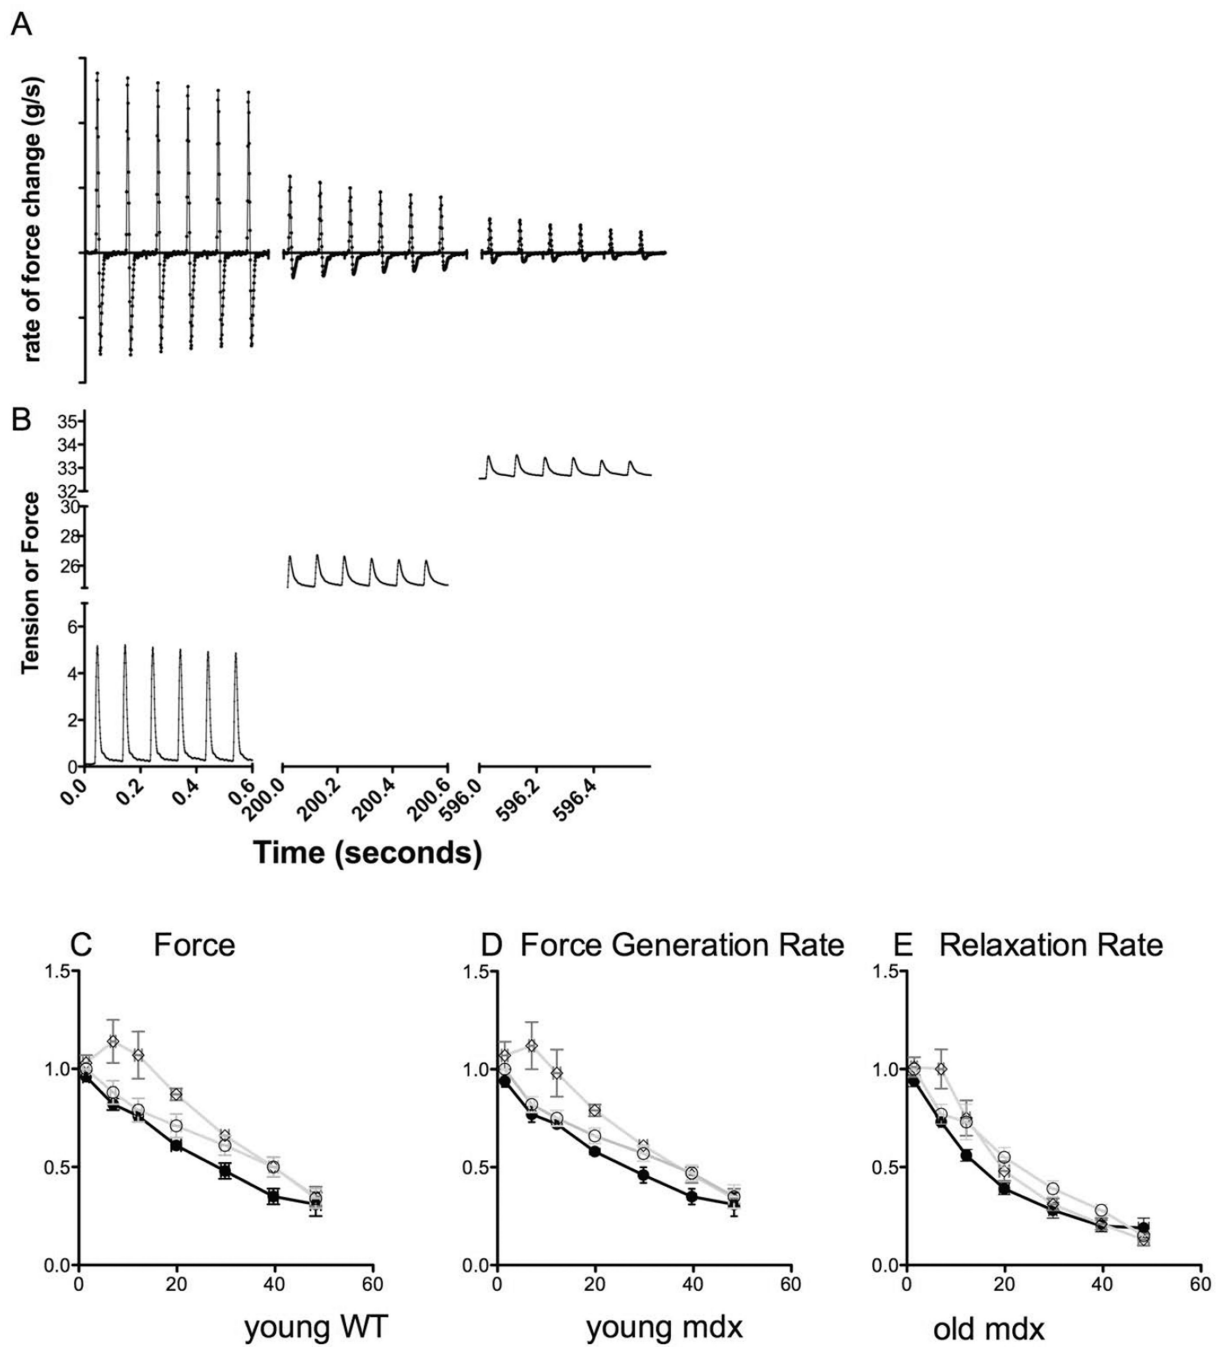 A
rate of force change (g/s)
B
35
34
33
32
30
28
26
6
4
2
0
Tension or Force
0.0 0.2 0.4 0.6 200.0 200.2 200.4 200.6 596.0 596.2 596.4
Time (seconds)
C Force
D Force Generation Rate
E Relaxation Rate
1.5 1.5 1.5
1.0 1.0 1.0
0.5 0.5 0.5
0.0 0.0 0.0
0 20 40 60 0 20 40 60 0 20 40 60
young WT young mdx old mdx